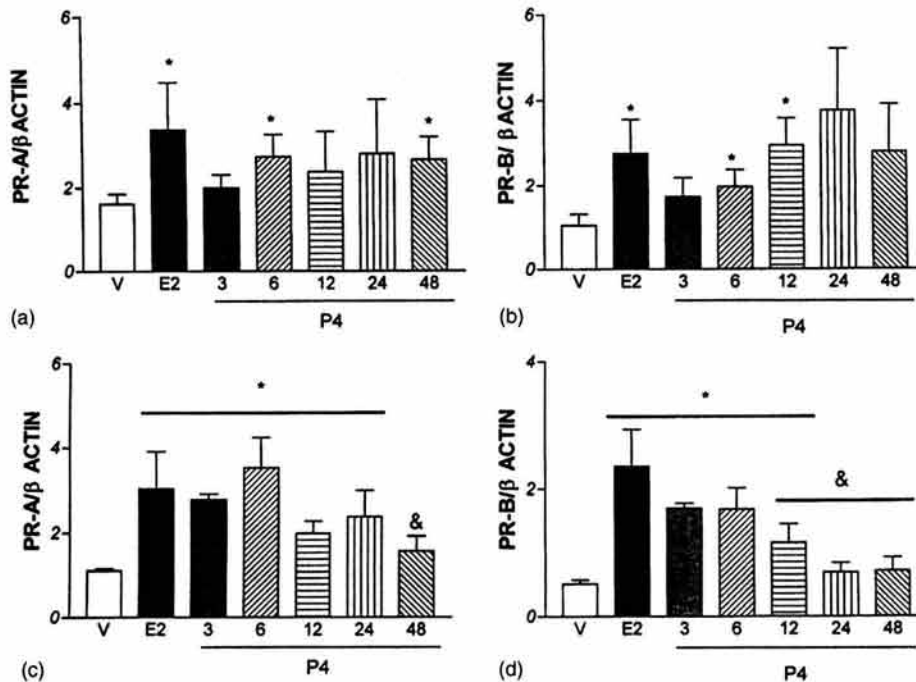 6
4
2
0
PR-A/β ACTIN
*
*
*
V E2 3 6 12 24 48
P4
(a)
6
4
2
0
PR-B/ β ACTIN
*
*
*
V E2 3 6 12 24 48
P4
(b)
6
4
2
0
PR-A/β ACTIN
*
&
V E2 3 6 12 24 48
P4
(c)
4
2
0
PR-B/β ACTIN
*
&
V E2 3 6 12 24 48
P4
(d)